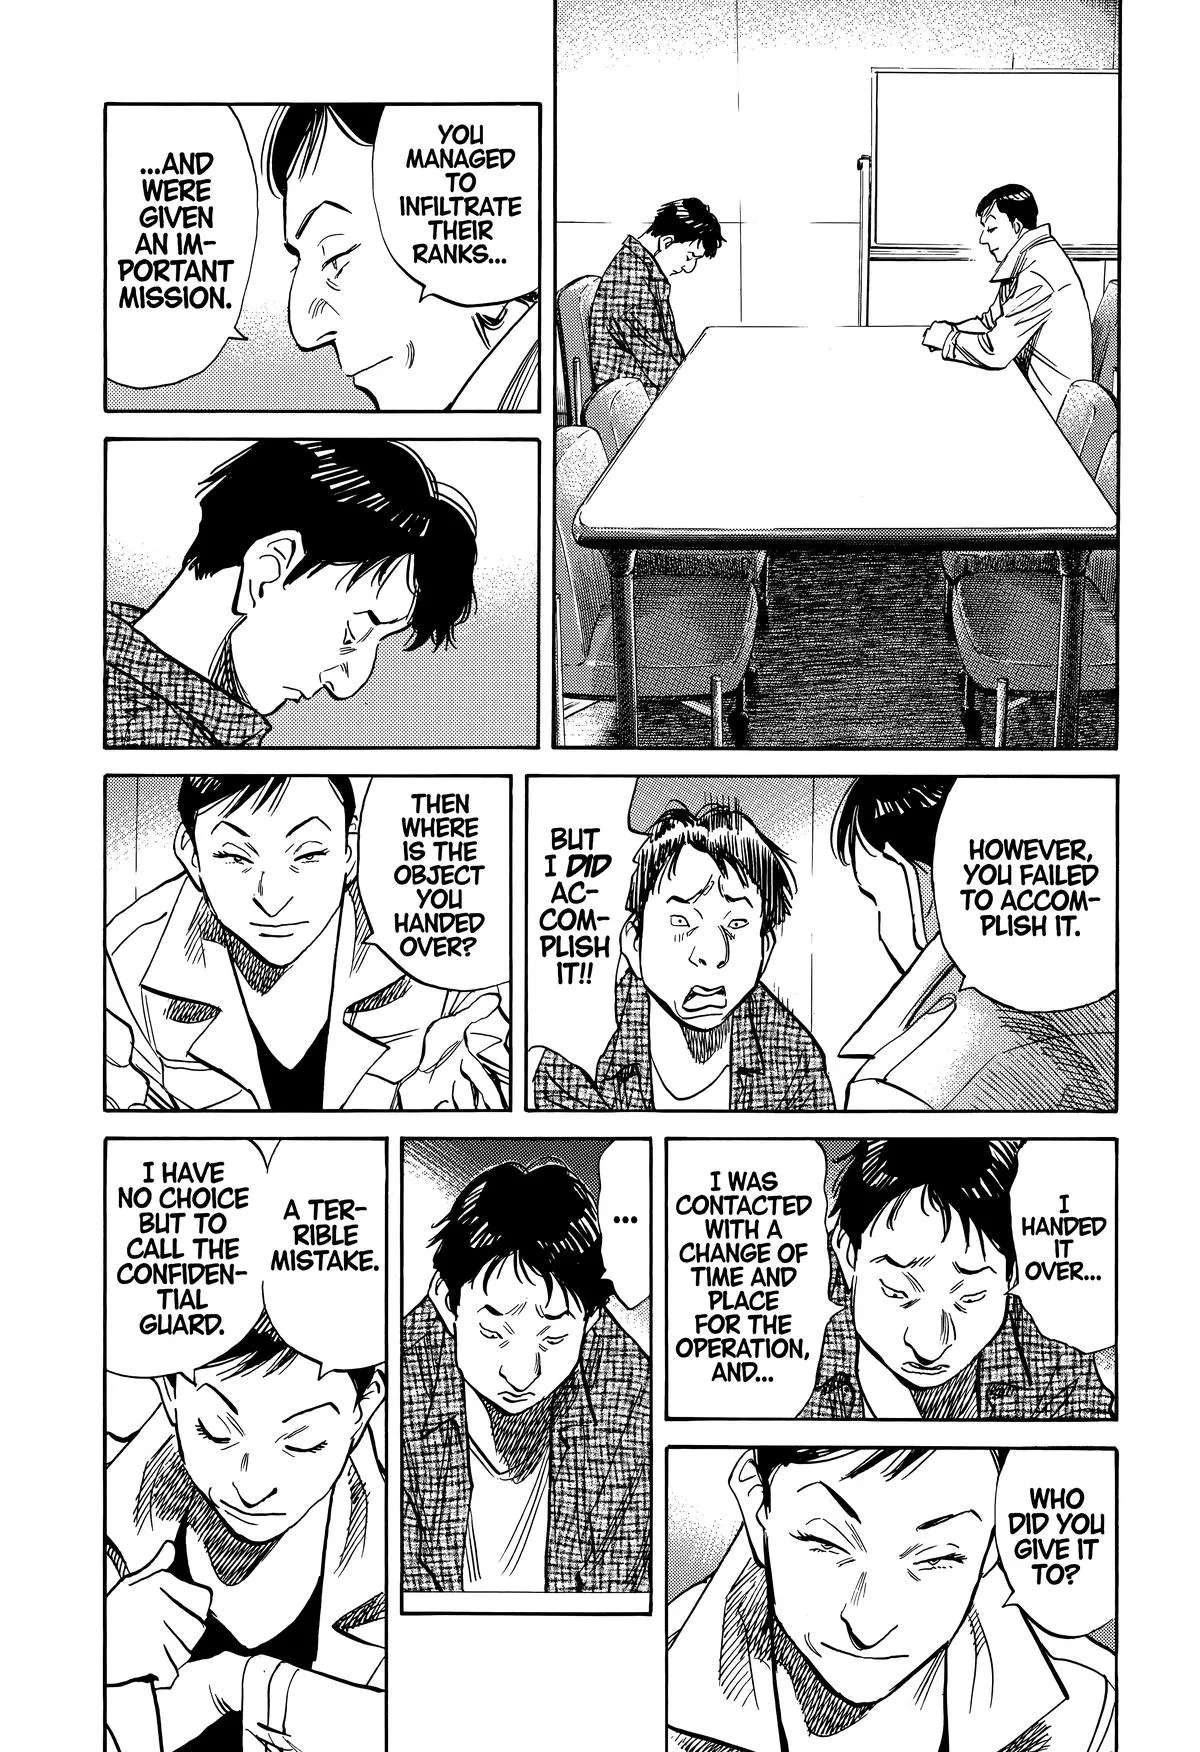 YOU
MANAGED
TO
INFILTRATE
THEIR
RANKS...
...AND
WERE
GIVEN
AN IM-
PORTANT
MISSION.
HOWEVER,
YOU FAILED
TO ACCOM-
PLISH IT.
BUT
I DID
AC-
COM-
PLISH
IT!!
THEN
WHERE
IS THE
OBJECT
YOU
HANDED
OVER?
I
HANDED
IT
OVER...
I WAS
CONTACTED
WITH A
CHANGE OF
TIME AND
PLACE
FOR THE
OPERATION,
AND...
WHO
DID YOU
GIVE IT
TO?
...
A TER-
RIBLE
MISTAKE.
I HAVE
NO CHOICE
BUT TO
CALL THE
CONFIDEN-
TIAL
GUARD.